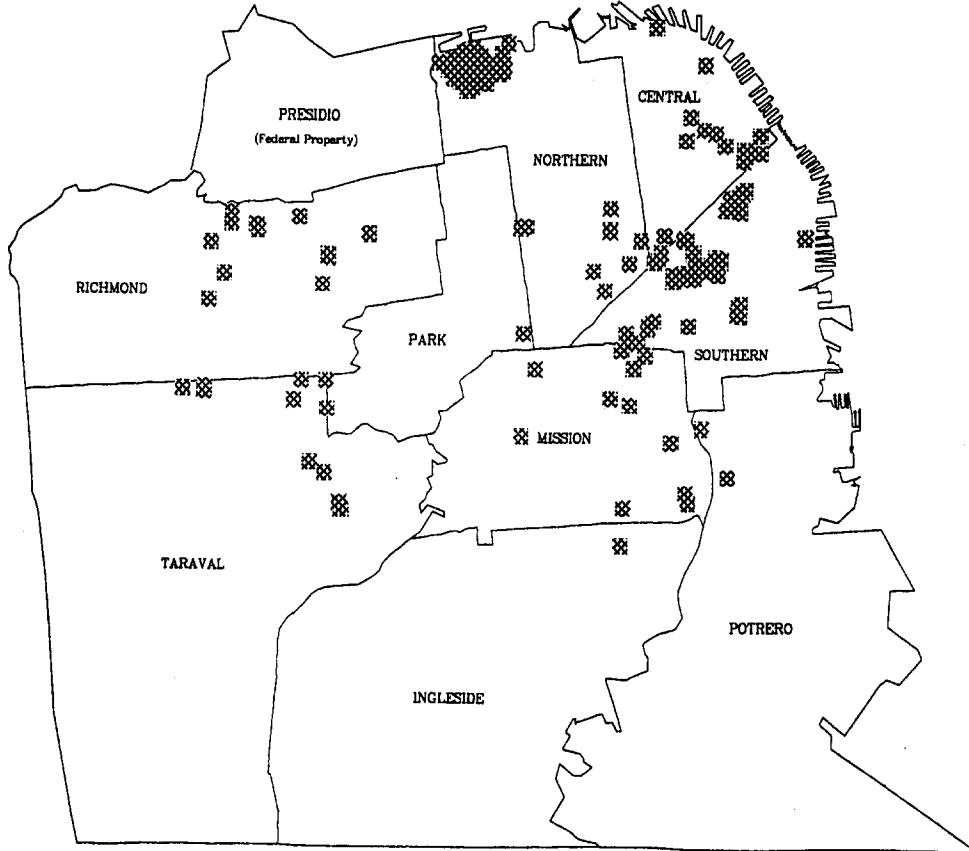 PRESIDIO
(Federal Property)
CENTRAL
NORTHERN
RICHMOND
PARK
SOUTHERN
MISSION
TARAVAL
POTRERO
INGLESIDE